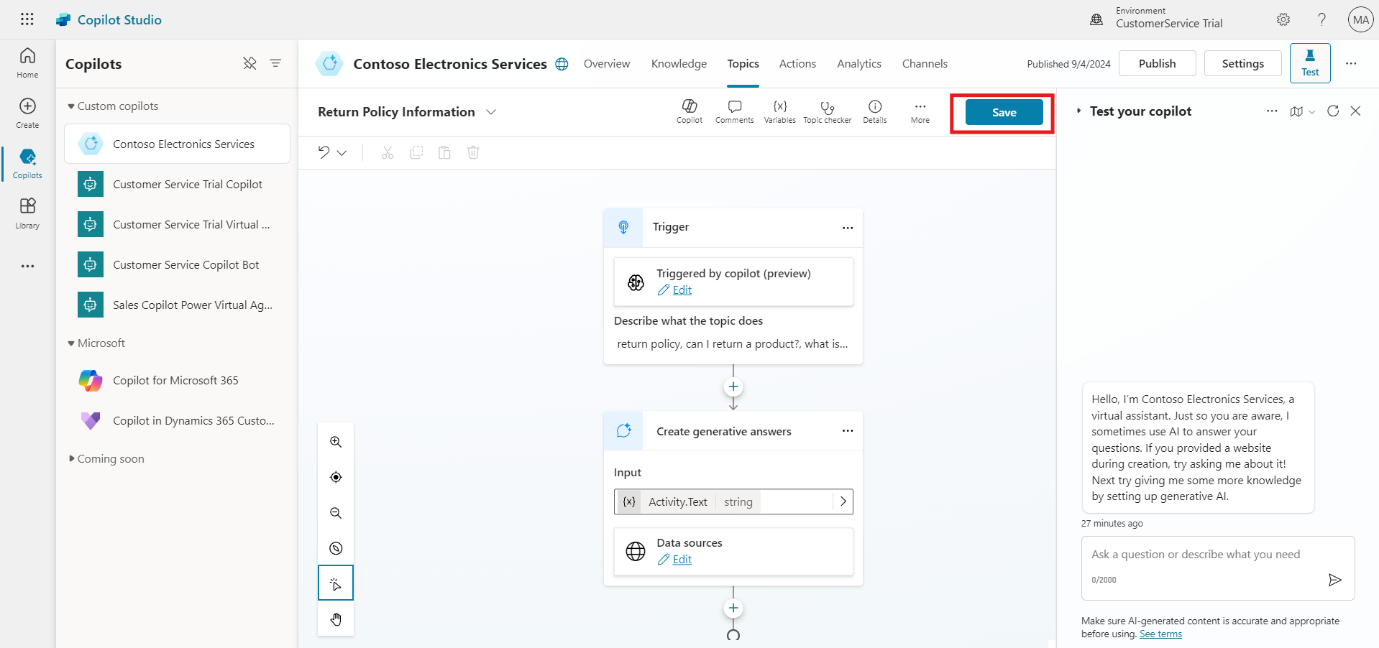 Copilot Studio
Environment
CustomerService Trial
?
MA
Home
Create
Copilots
Library
Copilots
Custom copilots
Contoso Electronics Services
Customer Service Trial Copilot
Customer Service Trial Virtual ...
Customer Service Copilot Bot
Sales Copilot Power Virtual Ag...
Microsoft
Copilot for Microsoft 365
Copilot in Dynamics 365 Custo...
Coming soon
Contoso Electronics Services
Overview
Knowledge
Topics
Actions
Analytics
Channels
Published 9/4/2024
Publish
Settings
Test
Return Policy Information
Copilot
Comments
{x}
Variables
Topic checker
Details
More
Save
Trigger
Triggered by copilot (preview)
Edit
Describe what the topic does
return policy, can I return a product?, what is...
Create generative answers
Input
{x} Activity.Text string
Data sources
Edit
Test your copilot
Hello, I'm Contoso Electronics Services, a
virtual assistant. Just so you are aware, I
sometimes use AI to answer your
questions. If you provided a website
during creation, try asking me about it!
Next try giving me some more knowledge
by setting up generative AI.
27 minutes ago
Ask a question or describe what you need
0/2000
Make sure AI-generated content is accurate and appropriate
before using. See terms